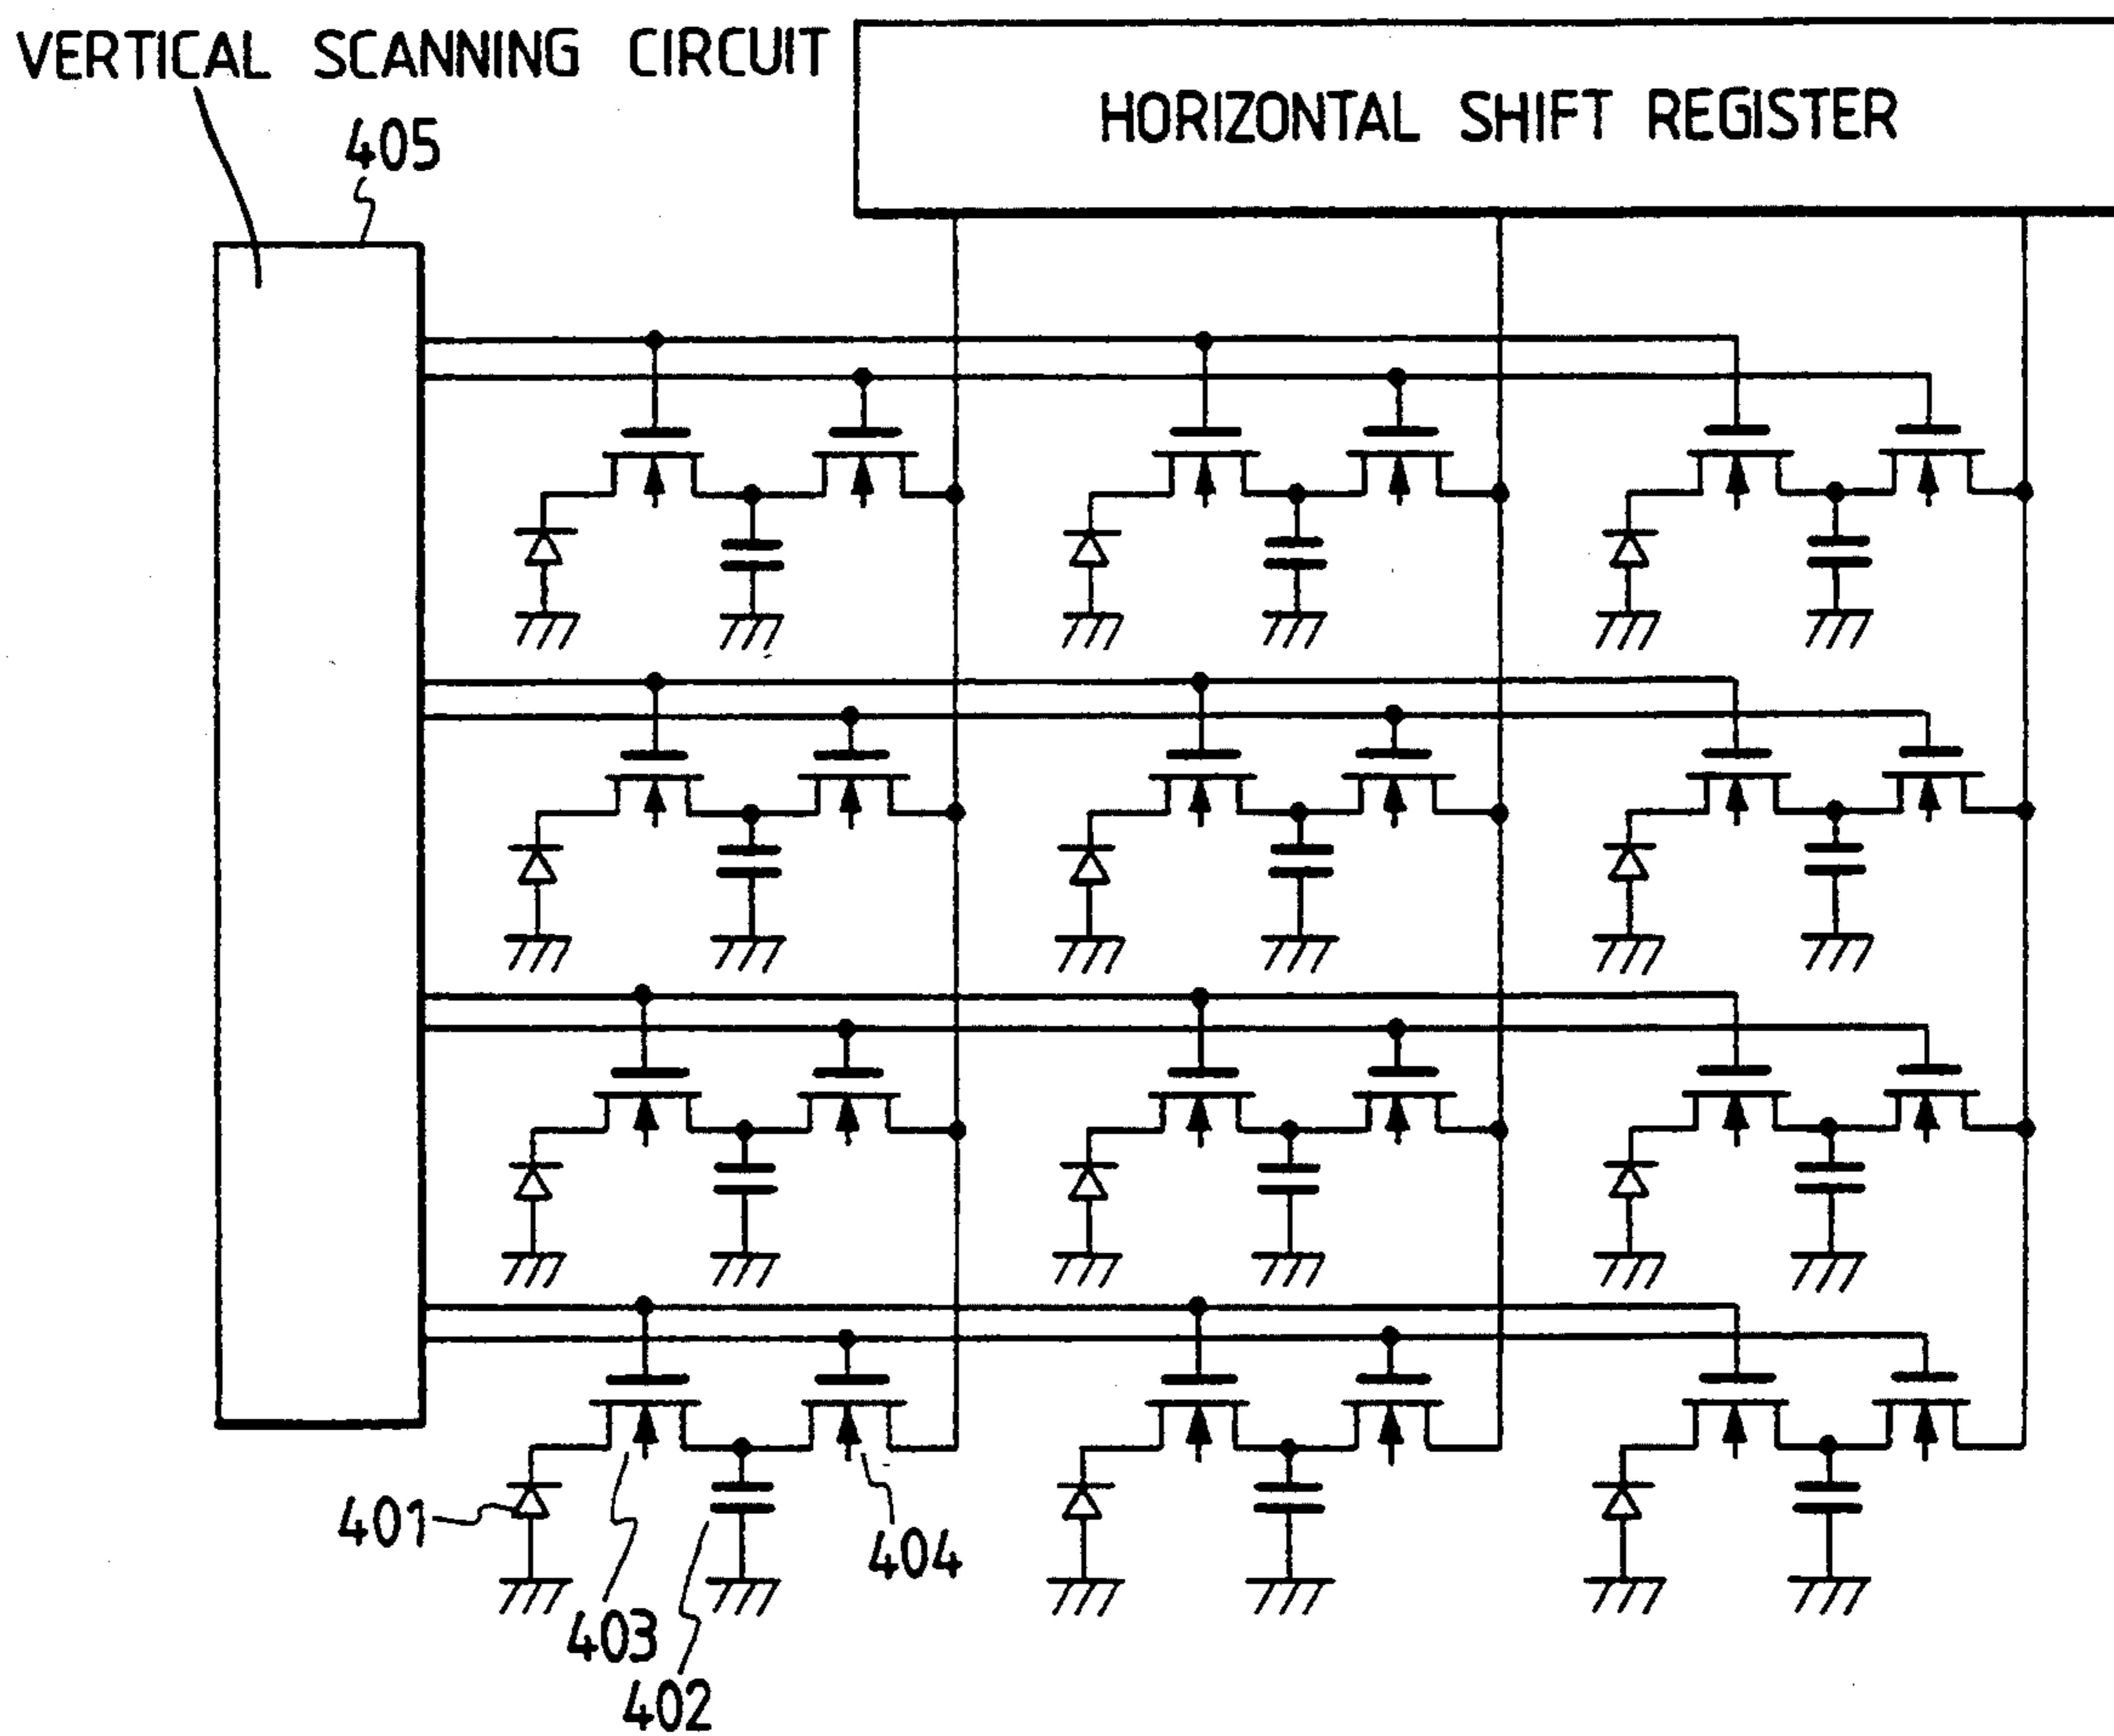 VERTICAL SCANNING CIRCUIT
HORIZONTAL SHIFT REGISTER
405
401
404
403
402